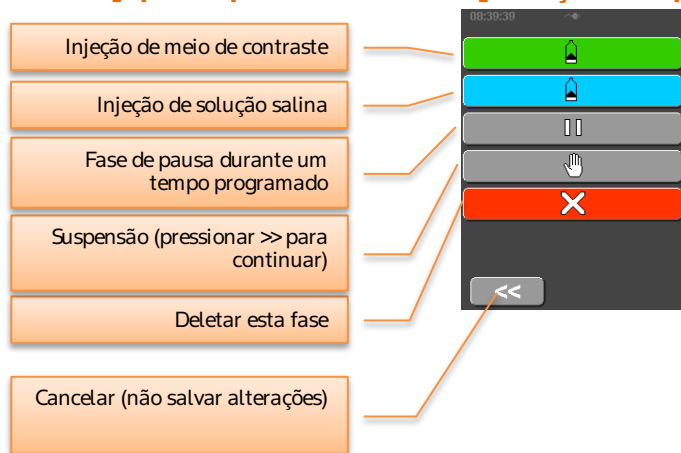 08:39:39
Injeção de meio de contraste
Injeção de solução salina
Fase de pausa durante um
tempo programado
Suspensão (pressionar >> para
continuar)
Deletar esta fase
<<
Cancelar (não salvar alterações)